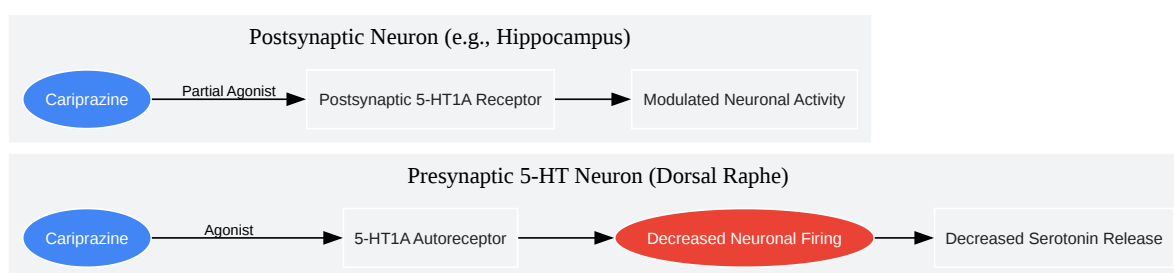 Postsynaptic Neuron (e.g., Hippocampus)
Cariprazine
Partial Agonist
Postsynaptic 5-HT1A Receptor
Modulated Neuronal Activity
Presynaptic 5-HT Neuron (Dorsal Raphe)
Cariprazine
Agonist
5-HT1A Autoreceptor
Decreased Neuronal Firing
Decreased Serotonin Release